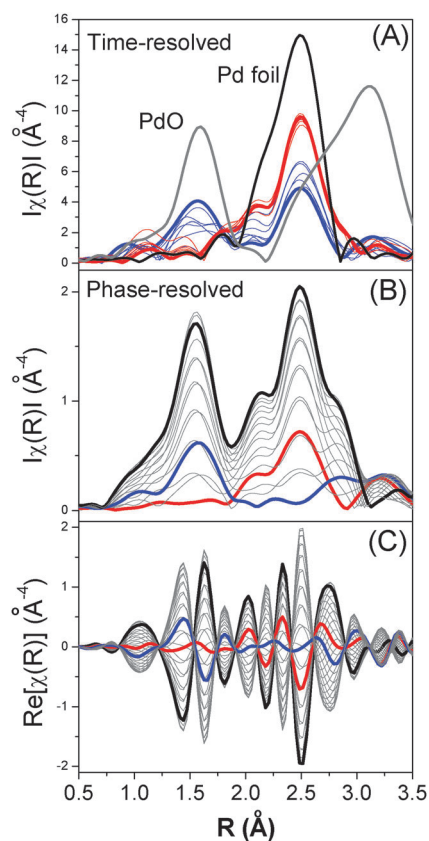 (A)
Time-resolved
Pd foil
PdO
|χ(R)| (Å⁻⁴)
16
14
12
10
8
6
4
2
0
(B)
Phase-resolved
|χ(R)| (Å⁻⁴)
2
1
0
(C)
Re[χ(R)] (Å⁻⁴)
2
1
0
-1
-2
0.5 1.0 1.5 2.0 2.5 3.0 3.5
R (Å)